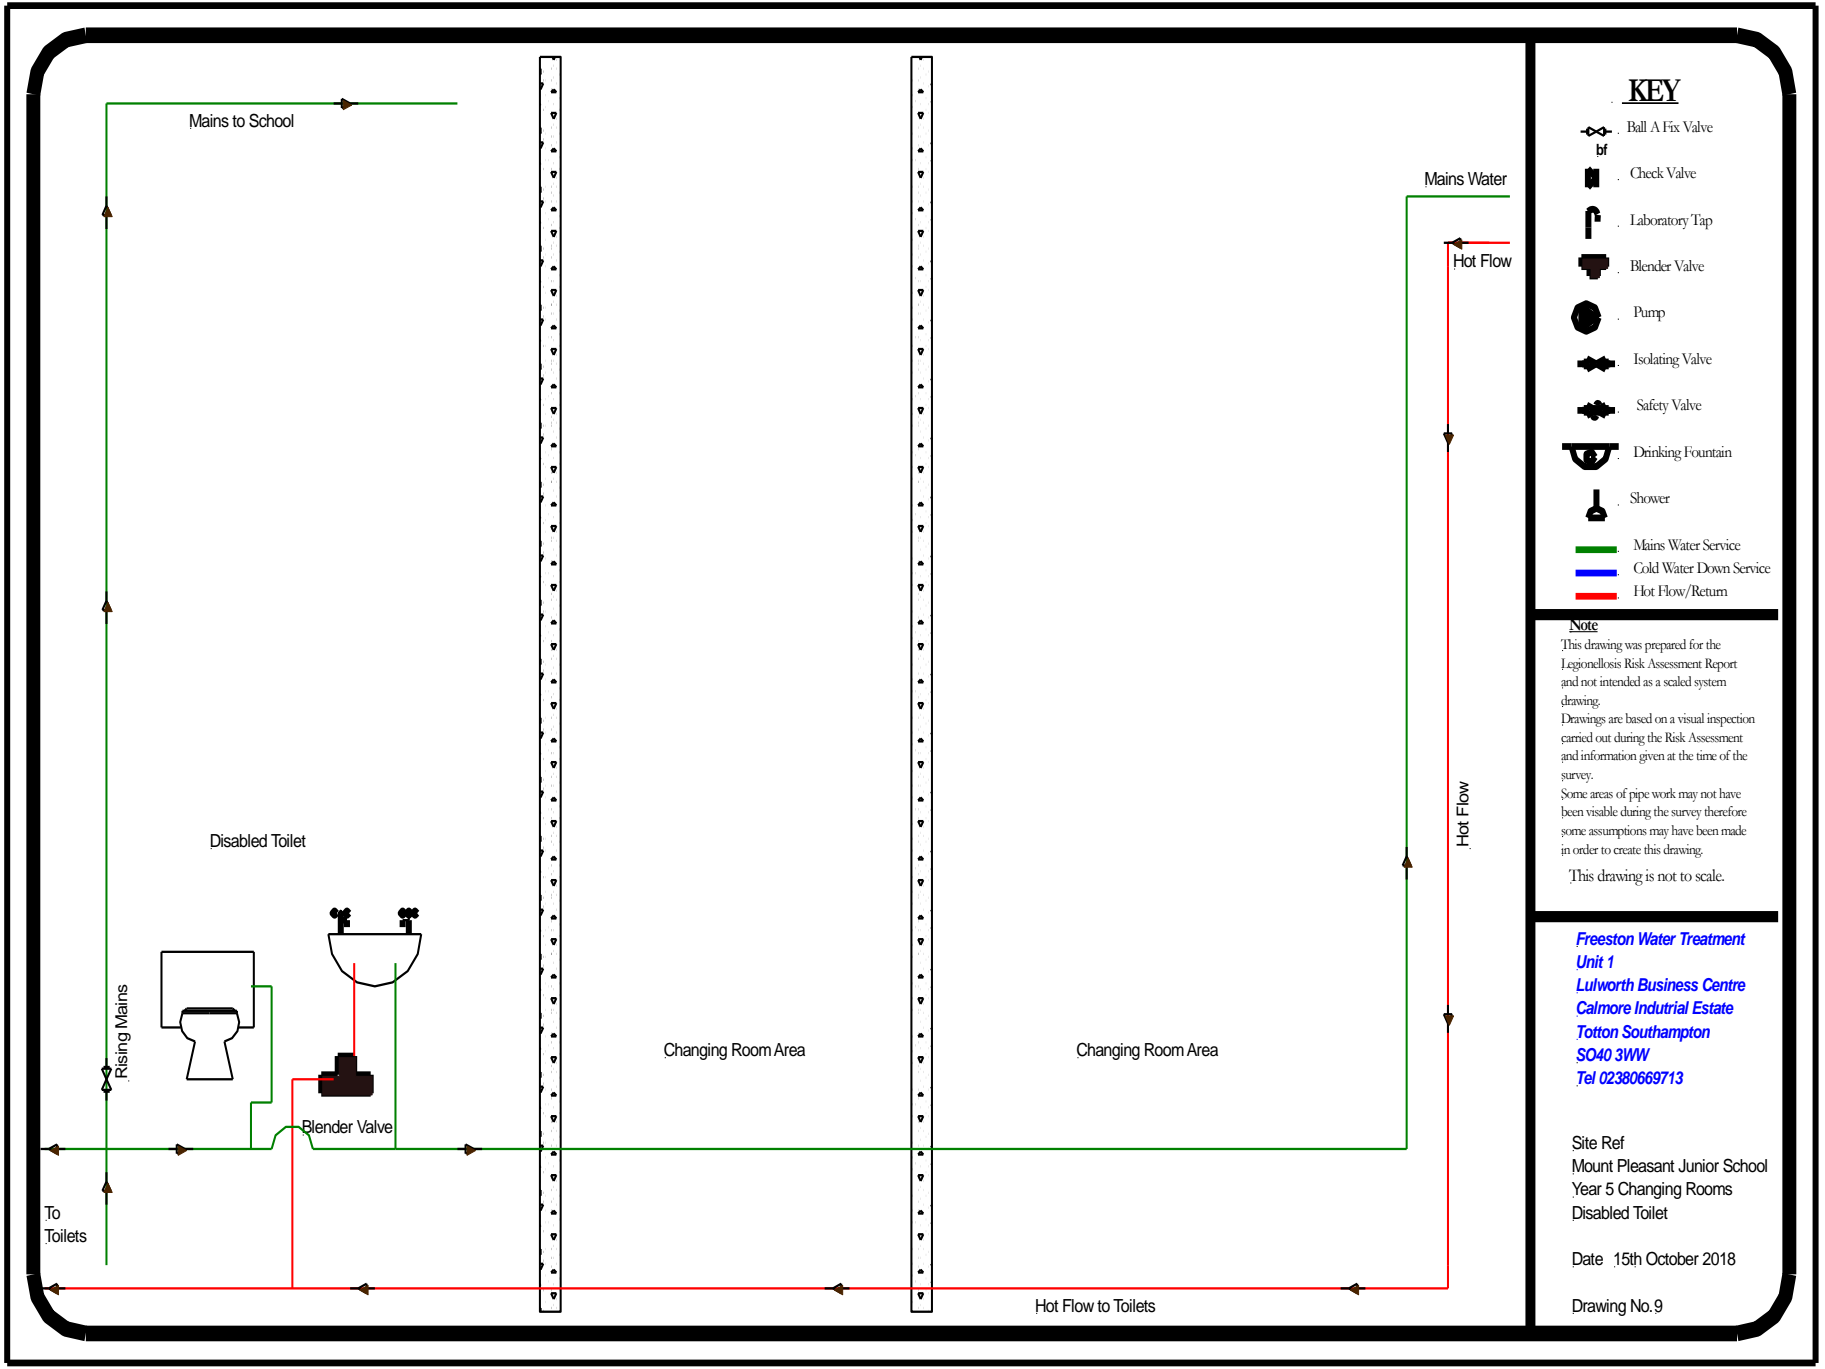 Mains to School
Mains Water
Hot Flow
Hot Flow
Disabled Toilet
Rising Mains
Blender Valve
Changing Room Area
Changing Room Area
To
Toilets
Hot Flow to Toilets
KEY
Ball A Fix Valve
bf
Check Valve
Laboratory Tap
Blender Valve
Pump
Isolating Valve
Safety Valve
Drinking Fountain
Shower
Mains Water Service
Cold Water Down Service
Hot Flow/Return
Note
This drawing was prepared for the
Legionellosis Risk Assessment Report
and not intended as a scaled system
drawing.
Drawings are based on a visual inspection
carried out during the Risk Assessment
and information given at the time of the
survey.
Some areas of pipe work may not have
been visable during the survey therefore
some assumptions may have been made
in order to create this drawing.
This drawing is not to scale.
Freeston Water Treatment
Unit 1
Lulworth Business Centre
Calmore Indutrial Estate
Totton Southampton
SO40 3WW
Tel 02380669713
Site Ref
Mount Pleasant Junior School
Year 5 Changing Rooms
Disabled Toilet
Date 15th October 2018
Drawing No. 9